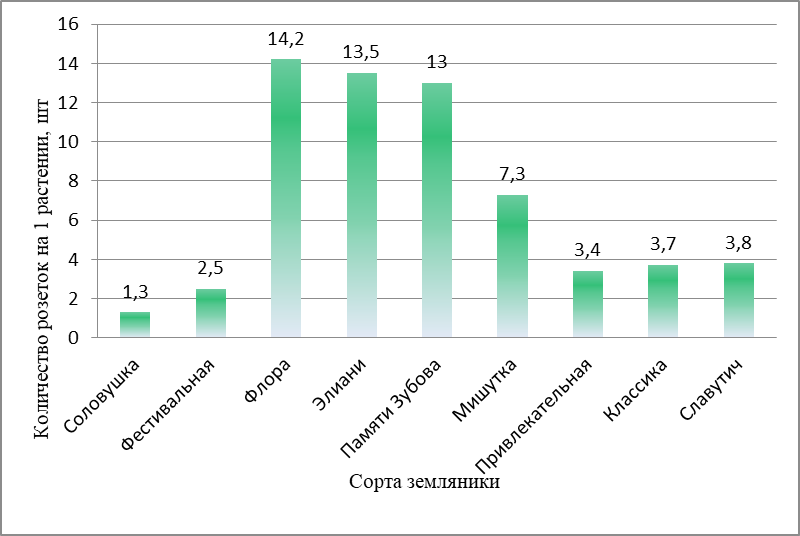 Количество розеток на 1 растении, шт
16
14
12
10
8
6
4
2
0
1,3
2,5
14,2
13,5
13
7,3
3,4
3,7
3,8
Соловушка
Фестивальная
Флора
Элиани
Памяти Зубова
Мишутка
Привлекательная
Классика
Славутич
Сорта земляники